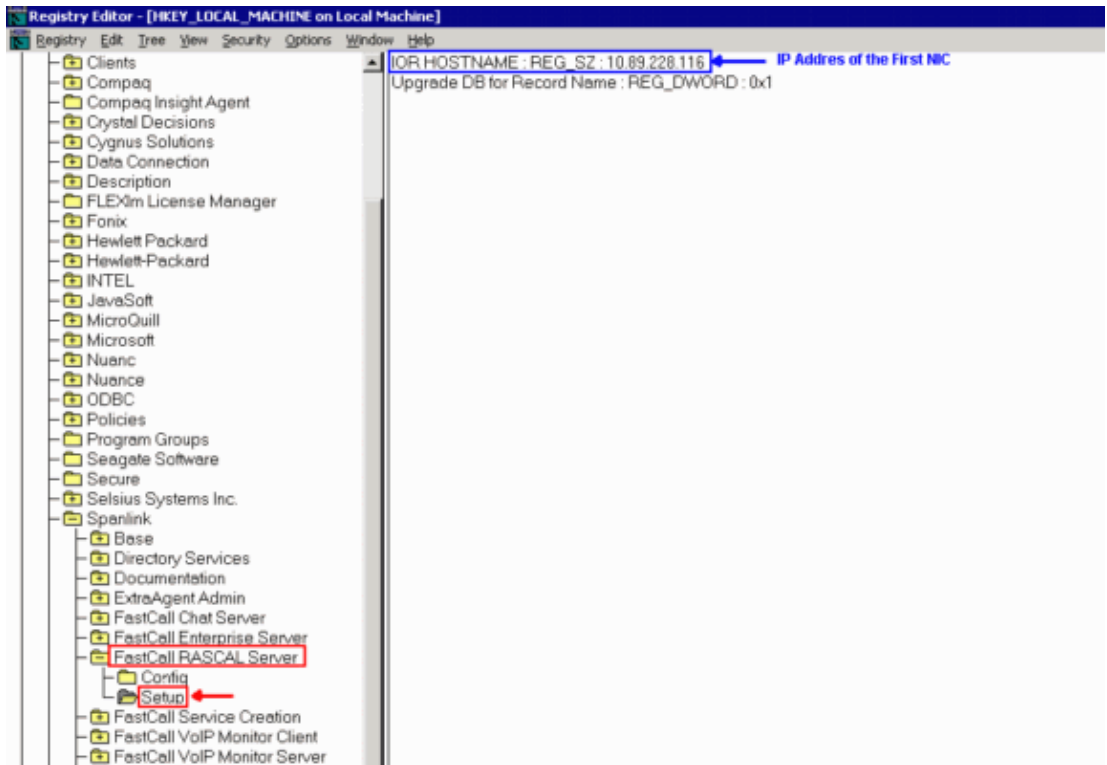 Registry Editor - [HKEY_LOCAL_MACHINE on Local Machine]
Registry Edit Tree View Security Options Window Help
Clients
Compaq
Compaq Insight Agent
Crystal Decisions
Cygnus Solutions
Data Connection
Description
FLEXlm License Manager
Fonix
Hewlett Packard
Hewlett-Packard
INTEL
JavaSoft
MicroQuill
Microsoft
Nuanc
Nuance
ODBC
Policies
Program Groups
Seagate Software
Secure
Selsius Systems Inc.
Spanlink
Base
Directory Services
Documentation
ExtraAgent Admin
FastCall Chat Server
FastCall Enterprise Server
FastCall RASCAL Server
Config
Setup
FastCall Service Creation
FastCall VoIP Monitor Client
FastCall VoIP Monitor Server
IOR HOSTNAME : REG_SZ : 10.89.228.116
IP Addres of the First NIC
Upgrade DB for Record Name : REG_DWORD : 0x1